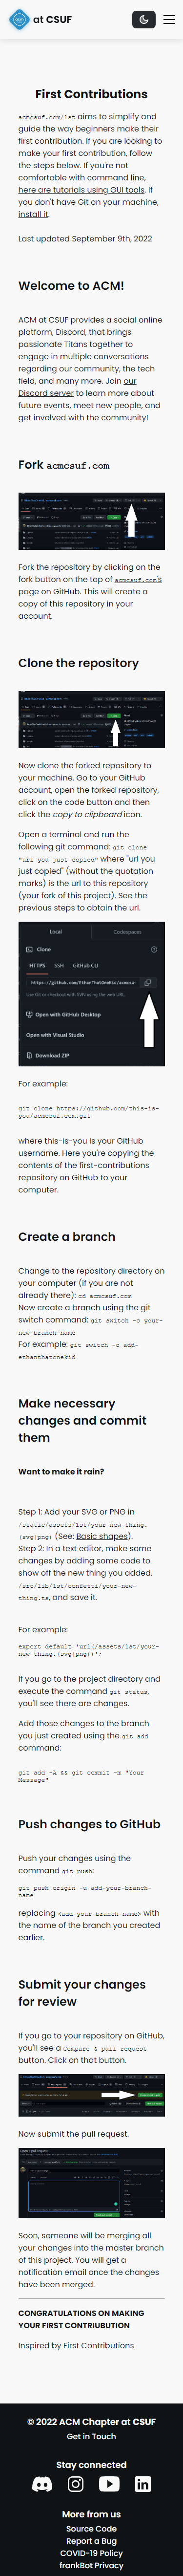 at CSUF
First Contributions
acmcsuf.com/1st aims to simplify and
guide the way beginners make their
first contribution. If you are looking to
make your first contribution, follow
the steps below. If you're not
comfortable with command line,
here are tutorials using GUI tools. If
you don't have Git on your machine,
install it.
Last updated September 9th, 2022
Welcome to ACM!
ACM at CSUF provides a social online
platform, Discord, that brings
passionate Titans together to
engage in multiple conversations
regarding our community, the tech
field, and many more. Join our
Discord server to learn more about
future events, meet new people, and
get involved with the community!
Fork acmcsuf.com
Fork the repository by clicking on the
fork button on the top of acmcsuf.com's
page on GitHub. This will create a
copy of this repository in your
account.
Clone the repository
Now clone the forked repository to
your machine. Go to your GitHub
account, open the forked repository,
click on the code button and then
click the copy to clipboard icon.
Open a terminal and run the
following git command: git clone
"url you just copied" where "url you
just copied" (without the quotation
marks) is the url to this repository
(your fork of this project). See the
previous steps to obtain the url.
Local Codespaces
Clone
HTTPS SSH GitHub CLI
https://github.com/EthanThatOneKid/acmcsuf
Use Git or checkout with SVN using the web URL.
Open with GitHub Desktop
Open with Visual Studio
Download ZIP
For example:
git clone https://github.com/this-is-
you/acmcsuf.com.git
where this-is-you is your GitHub
username. Here you're copying the
contents of the first-contributions
repository on GitHub to your
computer.
Create a branch
Change to the repository directory on
your computer (if you are not
already there): cd acmcsuf.com
Now create a branch using the git
switch command: git switch -c your-
new-branch-name
For example: git switch -c add-
ethanthatonekid
Make necessary
changes and commit
them
Want to make it rain?
Step 1: Add your SVG or PNG in
/static/assets/1st/your-new-thing.
(svg|png) (See: Basic shapes).
Step 2: In a text editor, make some
changes by adding some code to
show off the new thing you added.
/src/lib/1st/confetti/your-new-
thing.ts, and save it.
For example:
export default 'url(/assets/1st/your-
new-thing.(svg|png))';
If you go to the project directory and
execute the command git status,
you'll see there are changes.
Add those changes to the branch
you just created using the git add
command:
git add -A && git commit -m "Your
Message"
Push changes to GitHub
Push your changes using the
command git push:
git push origin -u add-your-branch-
name
replacing <add-your-branch-name> with
the name of the branch you created
earlier.
Submit your changes
for review
If you go to your repository on GitHub,
you'll see a Compare & pull request
button. Click on that button.
Now submit the pull request.
Soon, someone will be merging all
your changes into the master branch
of this project. You will get a
notification email once the changes
have been merged.
CONGRATULATIONS ON MAKING
YOUR FIRST CONTRIUBUTION
Inspired by First Contributions
© 2022 ACM Chapter at CSUF
Get in Touch
Stay connected
More from us
Source Code
Report a Bug
COVID-19 Policy
frankBot Privacy